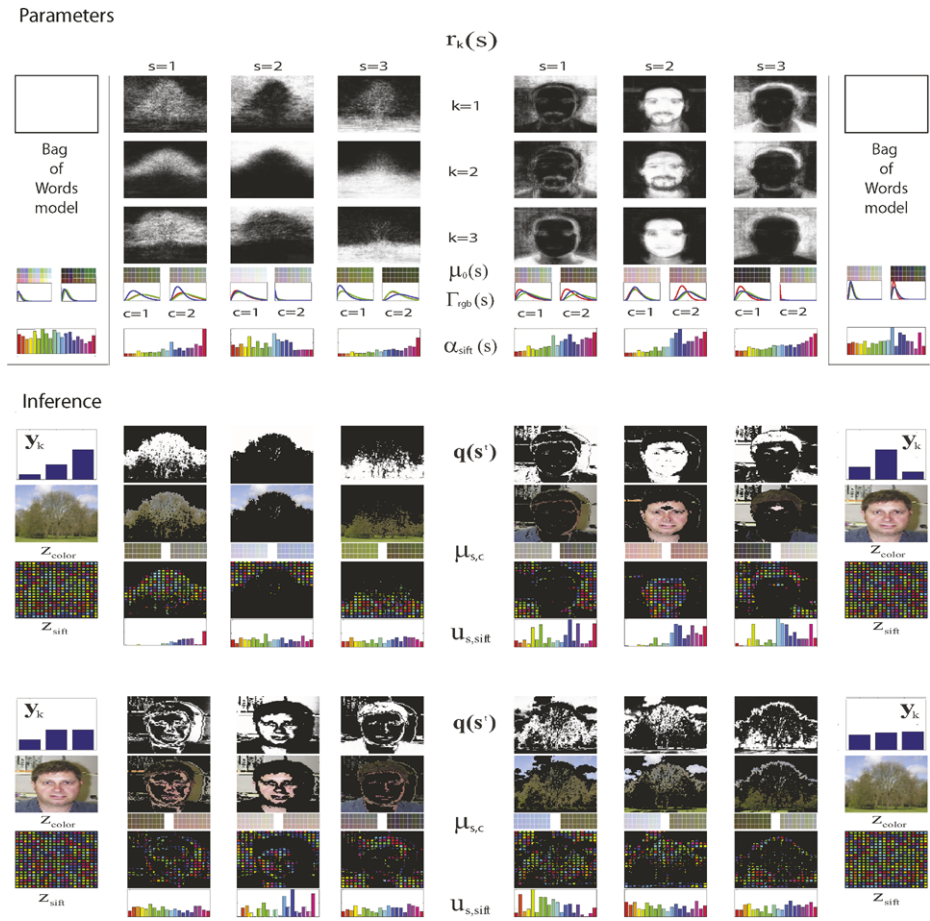 Parameters
r_k(s)
s=1 s=2 s=3 s=1 s=2 s=3
k=1
Bag of Words model
k=2
Bag of Words model
k=3
μ_0(s)
Γ_rgb(s)
c=1 c=2 c=1 c=2 c=1 c=2 c=1 c=2 c=1 c=2 c=1 c=2
α_sift(s)
Inference
y_k
q(s^t)
y_k
z_color
μ_s,c
z_color
z_sift
u_s,sift
z_sift
y_k
q(s^t)
y_k
z_color
μ_s,c
z_color
z_sift
u_s,sift
z_sift